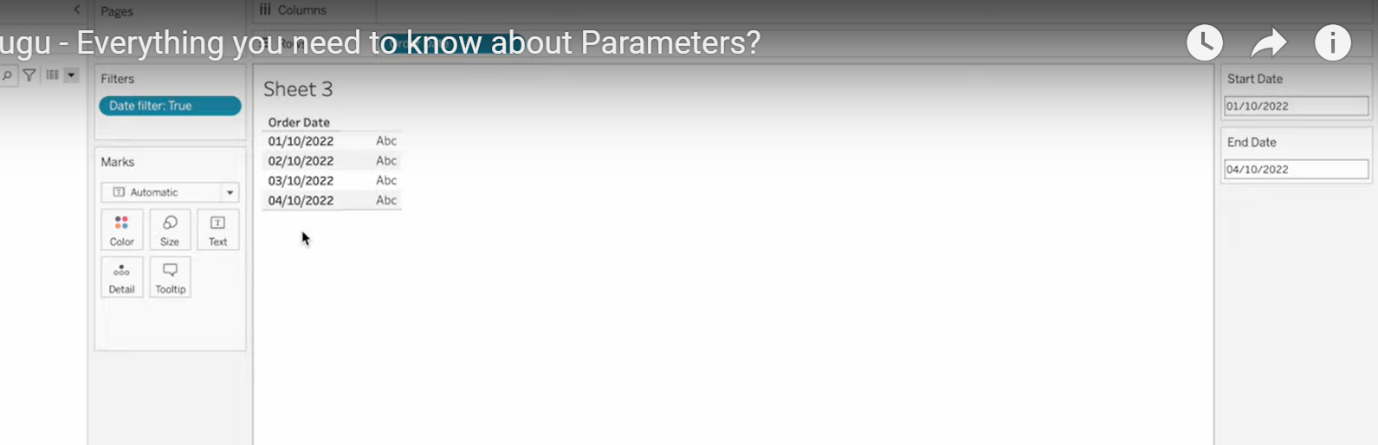 Pages
iii Columns
ugu - Everything you need to know about Parameters?
Filters
Date filter: True
Sheet 3
Order Date
01/10/2022 Abc
02/10/2022 Abc
03/10/2022 Abc
04/10/2022 Abc
Marks
Automatic
Color
Size
T
Text
Detail
Tooltip
Start Date
01/10/2022
End Date
04/10/2022